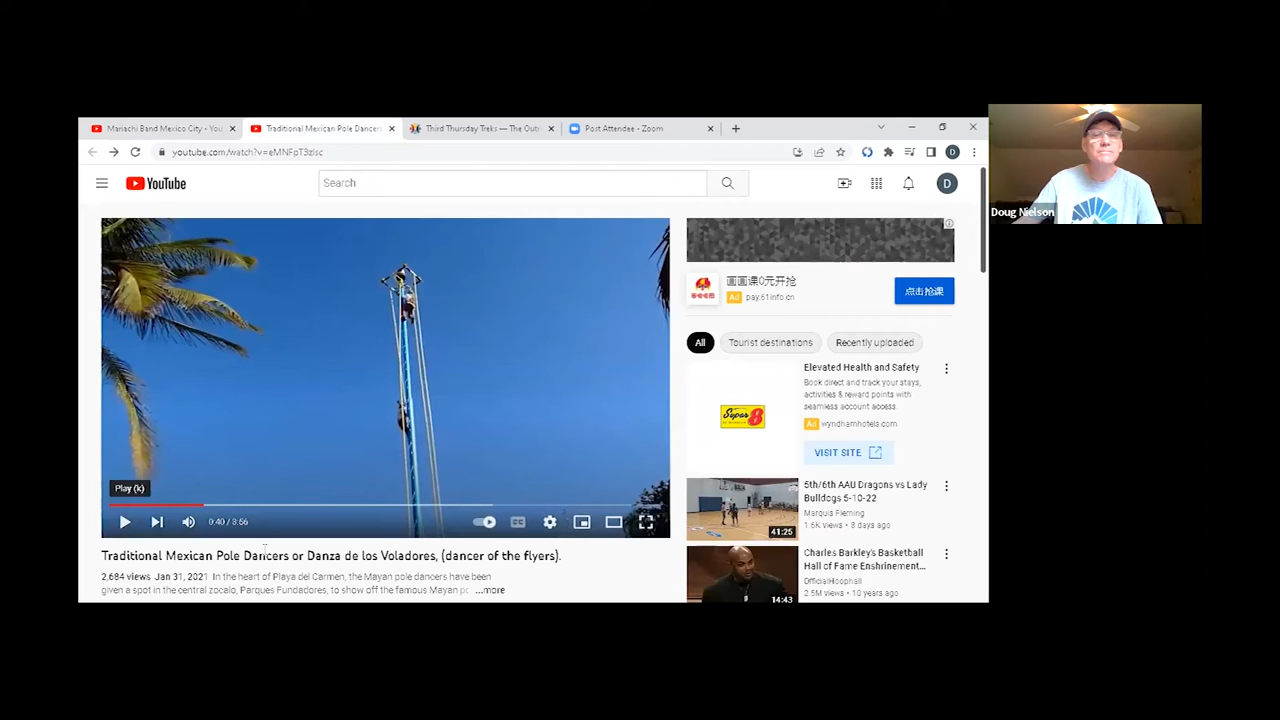 Mariachi Band Mexico City - You
Traditional Mexican Pole Dancers
Third Thursday Treks — The Outr
Post Attendee - Zoom
youtube.com/watch?v=eMNFpT3zlsc
D
YouTube
Search
D
Doug Nielson
画画课0元开抢
Ad pay.61info.cn
点击抢课
All
Tourist destinations
Recently uploaded
Elevated Health and Safety
Book direct and track your stays,
activities & reward points with
seamless account access.
Ad wyndhamhotels.com
VISIT SITE
Super
8
5th/6th AAU Dragons vs Lady
Bulldogs 5-10-22
Marquis Fleming
1.6K views • 8 days ago
41:25
Charles Barkley's Basketball
Hall of Fame Enshrinement...
OfficialHoophall
2.5M views • 10 years ago
14:43
Play (k)
0:40 / 3:56
CC
Traditional Mexican Pole Dancers or Danza de los Voladores, (dancer of the flyers).
2,684 views Jan 31, 2021 In the heart of Playa del Carmen, the Mayan pole dancers have been
given a spot in the central zocalo, Parques Fundadores, to show off the famous Mayan po ...more